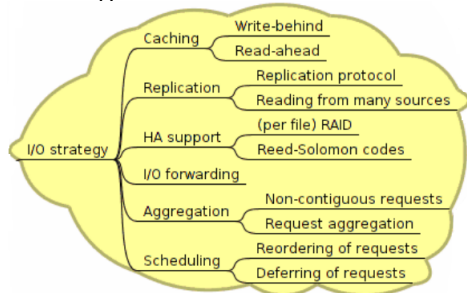 I/O strategy
Caching
Write-behind
Read-ahead
Replication
Replication protocol
Reading from many sources
HA support
(per file) RAID
Reed-Solomon codes
I/O forwarding
Aggregation
Non-contiguous requests
Request aggregation
Scheduling
Reordering of requests
Deferring of requests